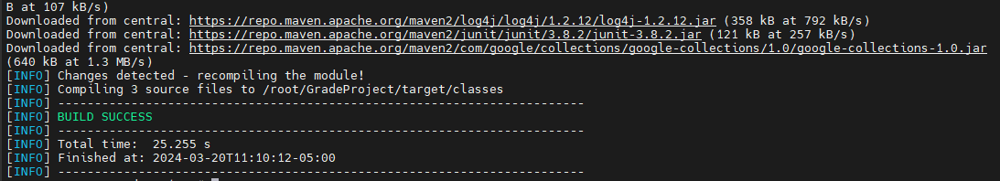 B at 107 kB/s)
Downloaded from central: https://repo.maven.apache.org/maven2/log4j/log4j/1.2.12/log4j-1.2.12.jar (358 kB at 792 kB/s)
Downloaded from central: https://repo.maven.apache.org/maven2/junit/junit/3.8.2/junit-3.8.2.jar (121 kB at 257 kB/s)
Downloaded from central: https://repo.maven.apache.org/maven2/com/google/collections/google-collections/1.0/google-collections-1.0.jar
(640 kB at 1.3 MB/s)
[INFO] Changes detected - recompiling the module!
[INFO] Compiling 3 source files to /root/GradeProject/target/classes
[INFO] ------------------------------------------------------------------------
[INFO] BUILD SUCCESS
[INFO] ------------------------------------------------------------------------
[INFO] Total time:  25.255 s
[INFO] Finished at: 2024-03-20T11:10:12-05:00
[INFO] ------------------------------------------------------------------------